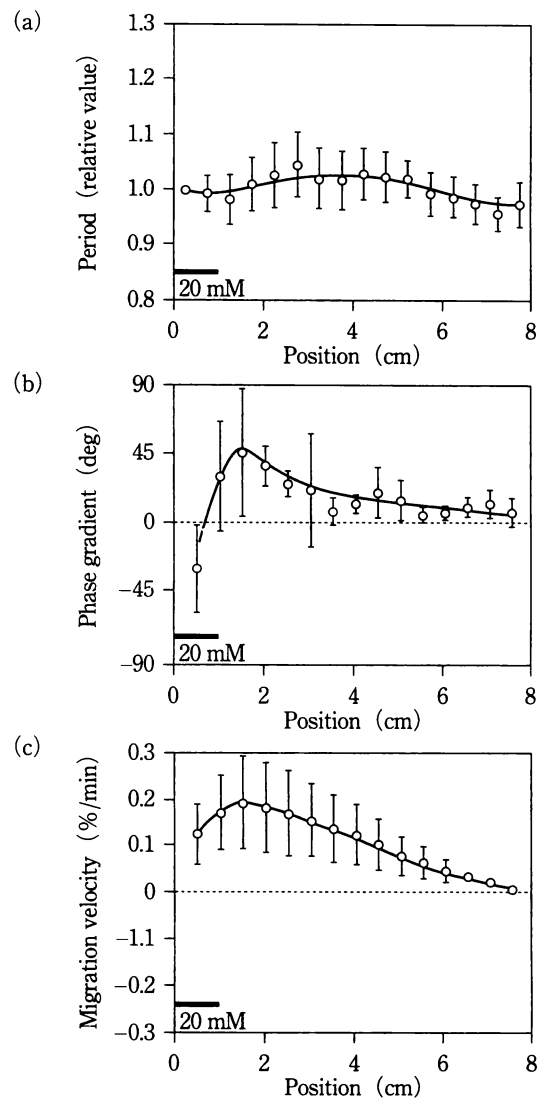 (a)
Period (relative value)
1.3
1.2
1.1
1.0
0.9
0.8
20 mM
0 2 4 6 8
Position (cm)
(b)
Phase gradient (deg)
90
45
0
−45
−90
20 mM
0 2 4 6 8
Position (cm)
(c)
Migration velocity (%/min)
0.3
0.2
0.1
0
−1.1
−0.2
−0.3
20 mM
0 2 4 6 8
Position (cm)